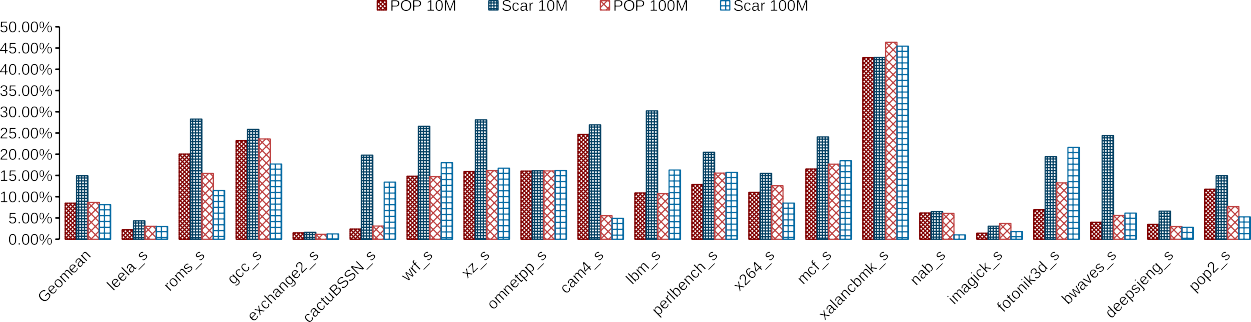 POP 10M Scar 10M POP 100M Scar 100M
50.00%
45.00%
40.00%
35.00%
30.00%
25.00%
20.00%
15.00%
10.00%
5.00%
0.00%
Geomean
leela_s
roms_s
gcc_s
exchange2_s
cactuBSSN_s
wrf_s
xz_s
omnetpp_s
cam4_s
lbm_s
perlbench_s
x264_s
mcf_s
xalancbmk_s
nab_s
imagick_s
fotonik3d_s
bwaves_s
deepsjeng_s
pop2_s